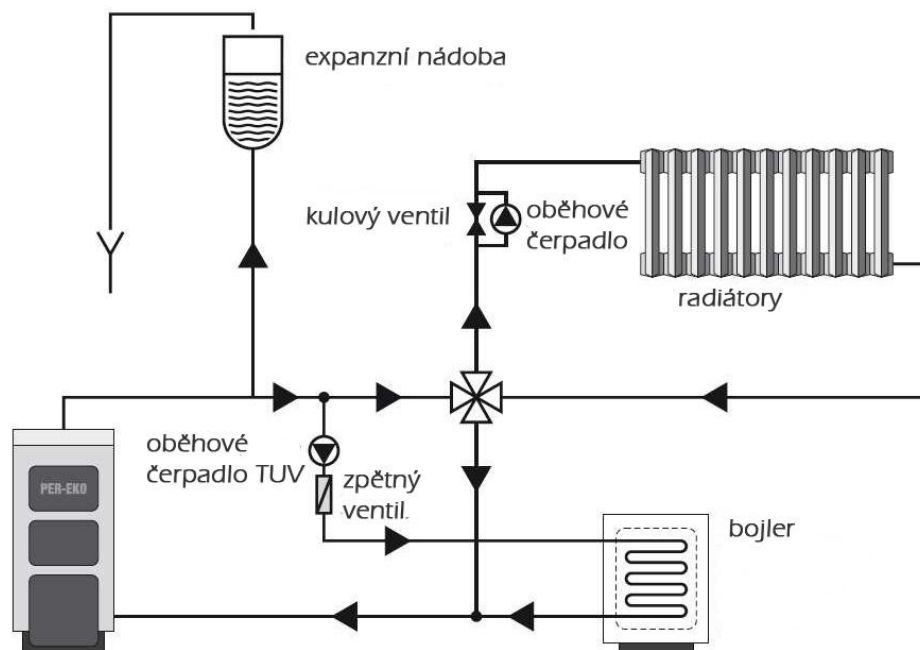 expanzní nádoba
kulový ventil
oběhové
čerpadlo
radiátory
oběhové
čerpadlo TUV
zpětný
ventil.
PER-EKO
bojler